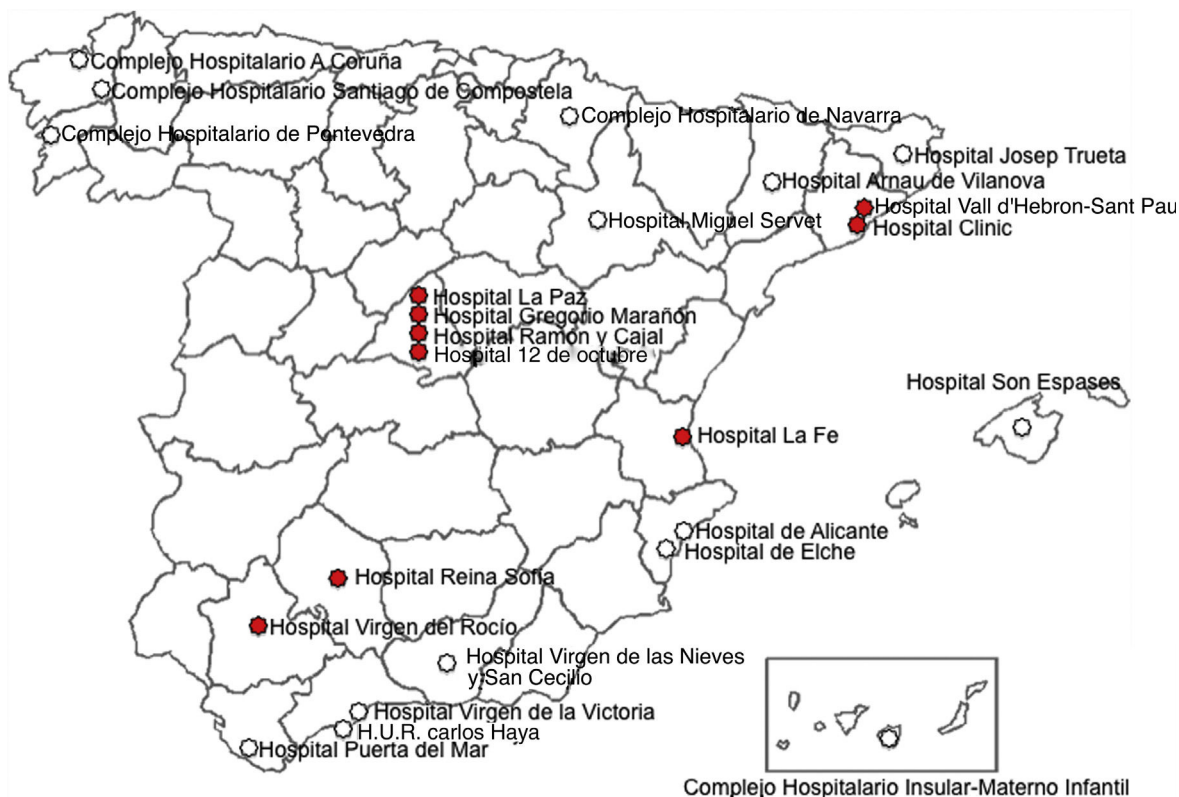 Complejo Hospitalario A Coruña
Complejo Hospitalario Santiago de Compostela
Complejo Hospitalario de Navarra
Complejo Hospitalario de Pontevedra
Hospital Josep Trueta
Hospital Arnau de Vilanova
Hospital Vall d'Hebron-Sant Pau
Hospital Miguel Servet
Hospital Clinic
Hospital La Paz
Hospital Gregorio Marañón
Hospital Ramón y Cajal
Hospital 12 de octubre
Hospital Son Espases
Hospital La Fe
Hospital de Alicante
Hospital de Elche
Hospital Reina Sofía
Hospital Virgen del Rocío
Hospital Virgen de las Nieves
y San Cecilio
Hospital Virgen de la Victoria
H.U.R. carlos Haya
Hospital Puerta del Mar
Complejo Hospitalario Insular-Materno Infantil